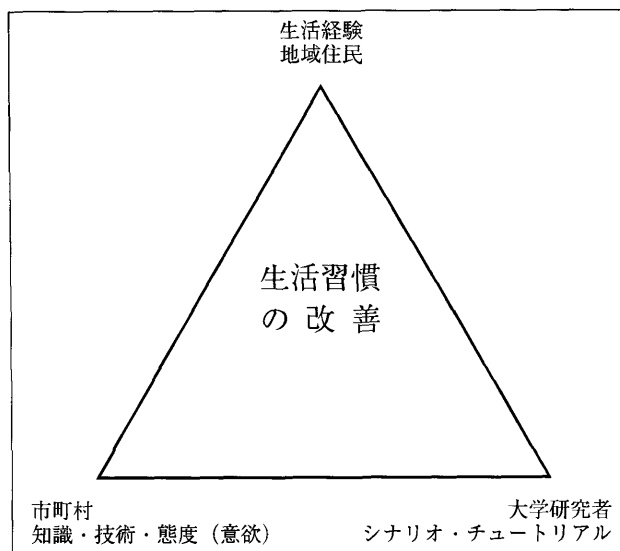 生活経験
地域住民
生活習慣
の改善
市町村
知識・技術・態度（意欲）
大学研究者
シナリオ・チュートリアル